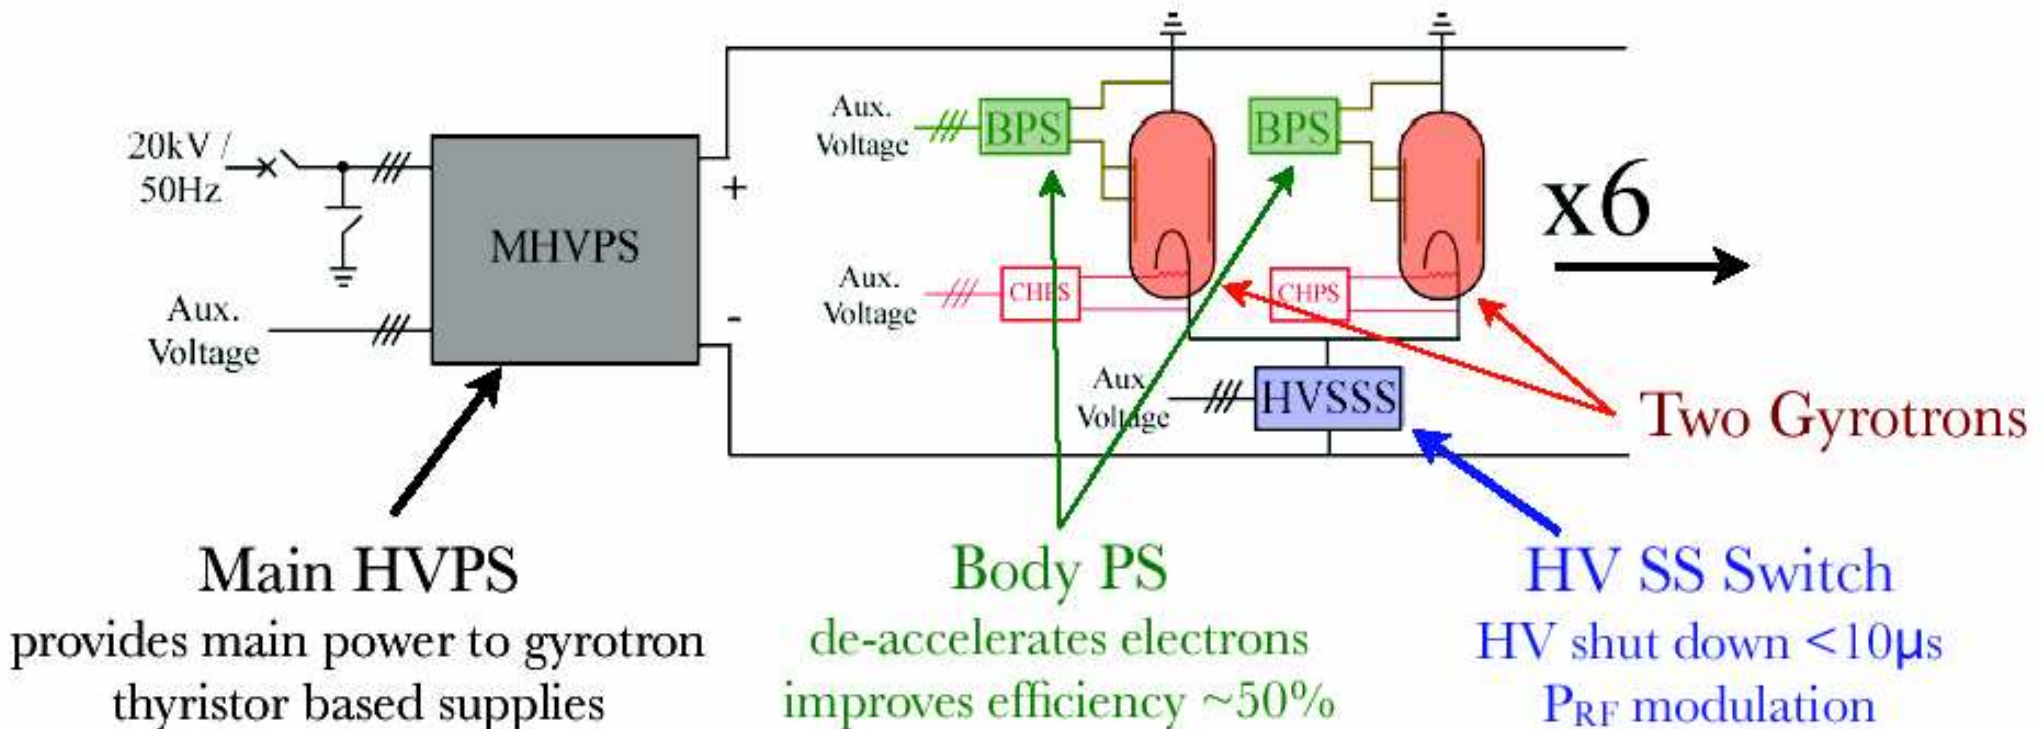 20kV /
50Hz
Aux.
Voltage
MHVPS
+
-
Aux.
Voltage
BPS
BPS
Aux.
Voltage
CHPS
CHPS
Aux
Voltage
HVSSS
x6
Two Gyrotrons
Main HVPS
provides main power to gyrotron
thyristor based supplies
Body PS
de-accelerates electrons
improves efficiency ~50%
HV SS Switch
HV shut down <10µs
PRF modulation